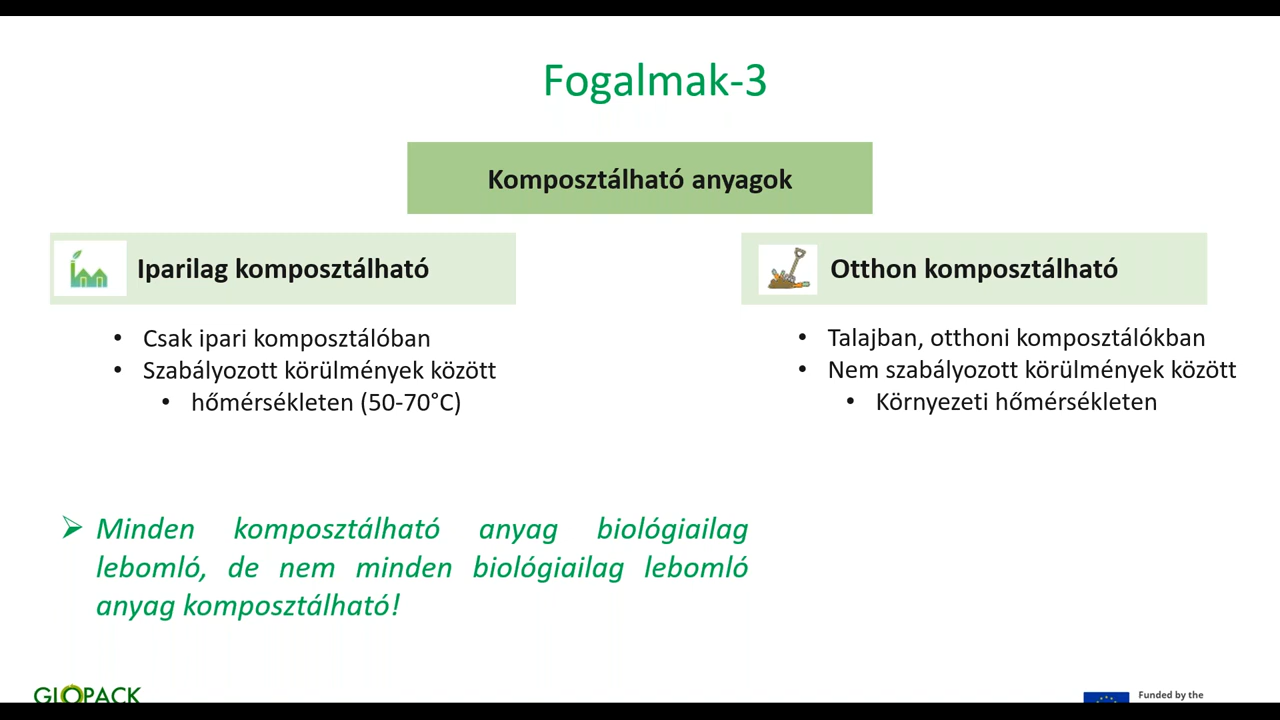 Fogalmak-3
Komposztálható anyagok
Iparilag komposztálható
• Csak ipari komposztálóban
• Szabályozott körülmények között
• hőmérsékleten (50-70°C)
Otthon komposztálható
• Talajban, otthoni komposztálókban
• Nem szabályozott körülmények között
• Környezeti hőmérsékleten
➢ Minden komposztálható anyag biológiailag
lebomló, de nem minden biológiailag lebomló
anyag komposztálható!
GLOPACK
Funded by the